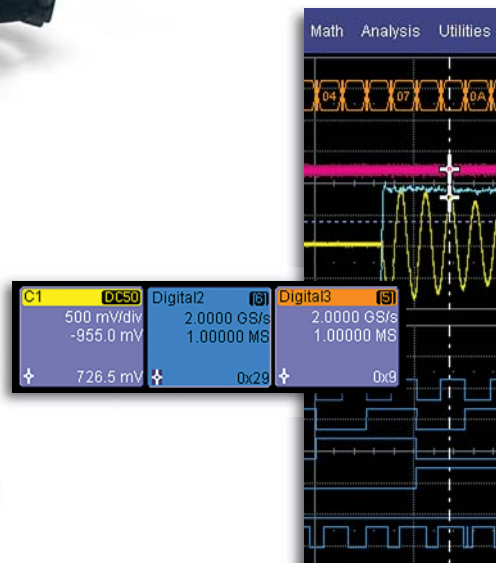 Math Analysis Utilities
04 07 0A
C1 DC50
500 mV/div
-955.0 mV
726.5 mV
Digital2 [6]
2.0000 GS/s
1.00000 MS
0x29
Digital3 [5]
2.0000 GS/s
1.00000 MS
0x9